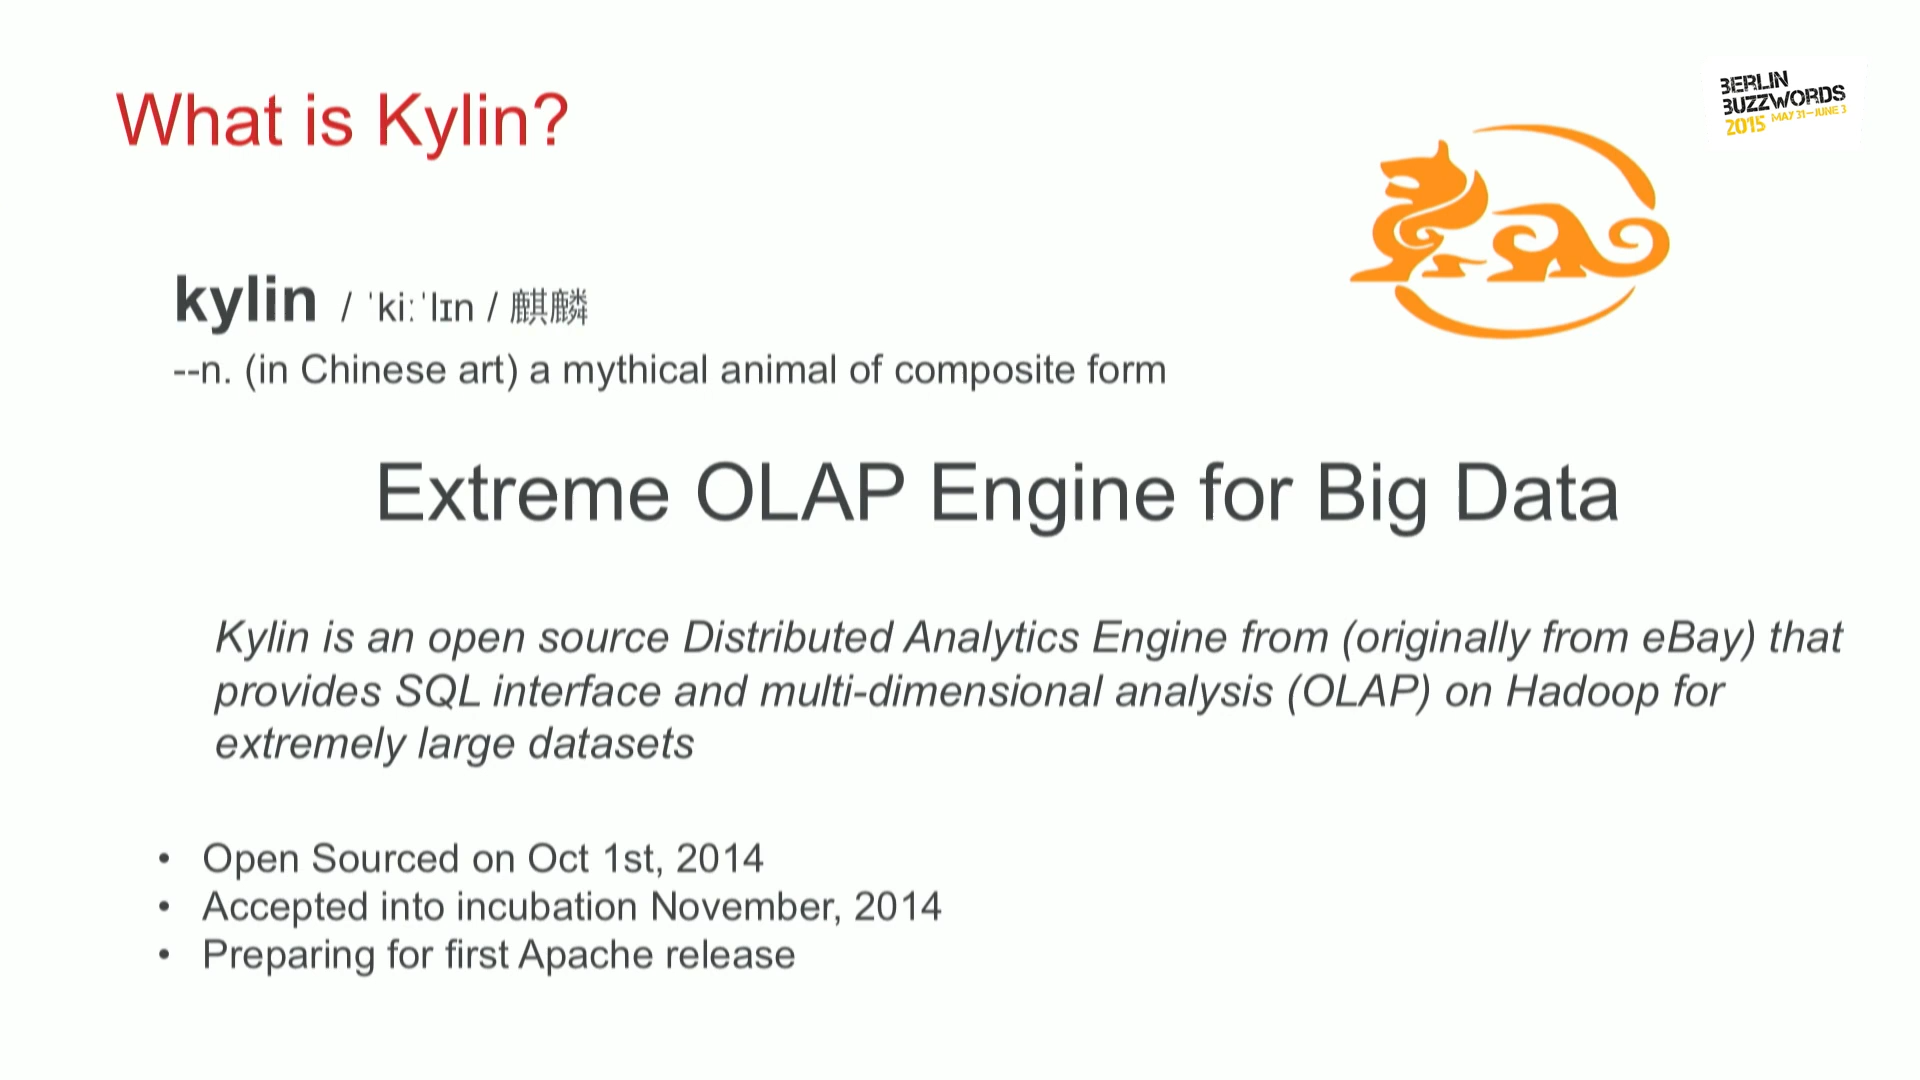 What is Kylin?
BERLIN
BUZZWORDS
2015 MAY 31–JUNE 3
kylin / ˈkiːˈlɪn / 麒麟
--n. (in Chinese art) a mythical animal of composite form
Extreme OLAP Engine for Big Data
Kylin is an open source Distributed Analytics Engine from (originally from eBay) that
provides SQL interface and multi-dimensional analysis (OLAP) on Hadoop for
extremely large datasets
• Open Sourced on Oct 1st, 2014
• Accepted into incubation November, 2014
• Preparing for first Apache release